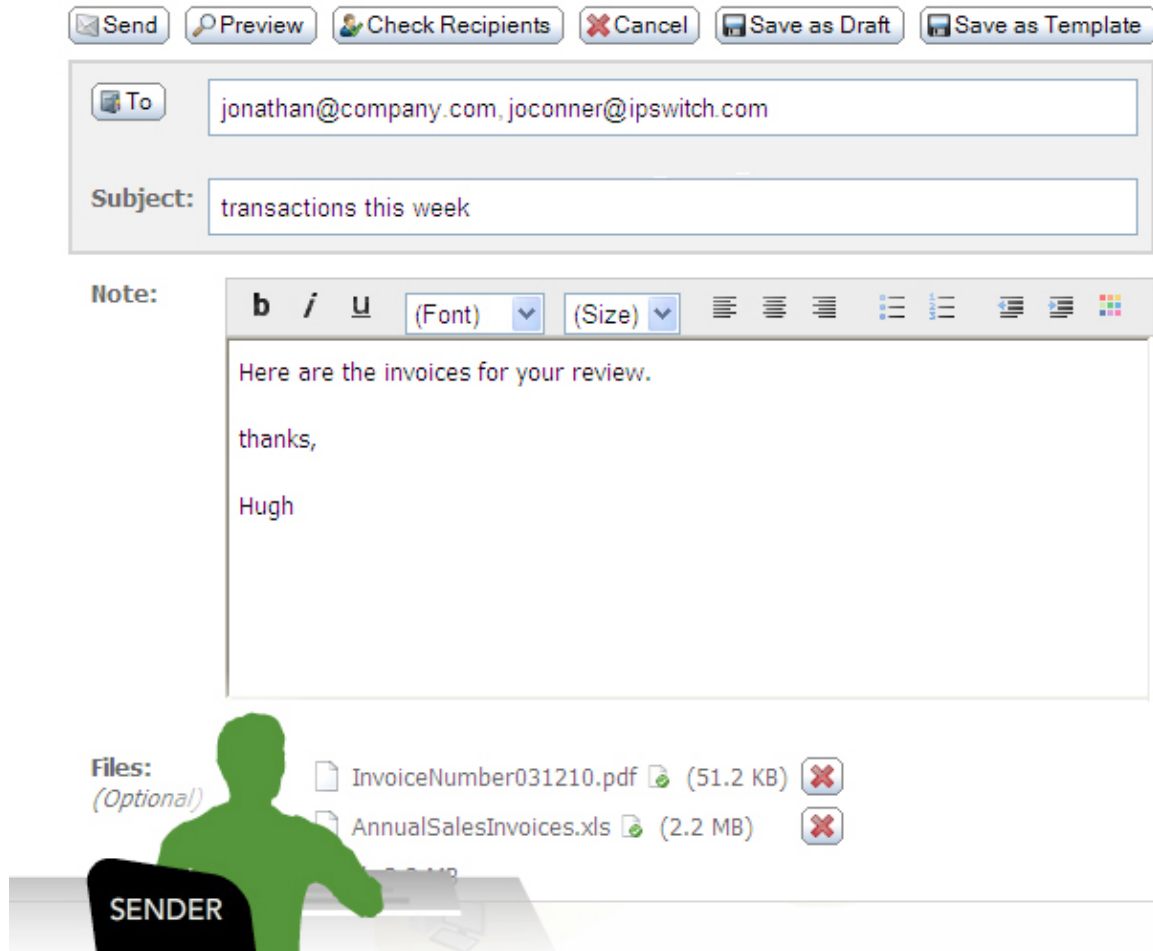 Send Preview Check Recipients Cancel Save as Draft Save as Template
To jonathan@company.com, joconner@ipswitch.com
Subject: transactions this week
Note: b i u (Font) (Size)
Here are the invoices for your review.
thanks,
Hugh
Files: InvoiceNumber031210.pdf (51.2 KB)
(Optional)
AnnualSalesInvoices.xls (2.2 MB)
MB
SENDER